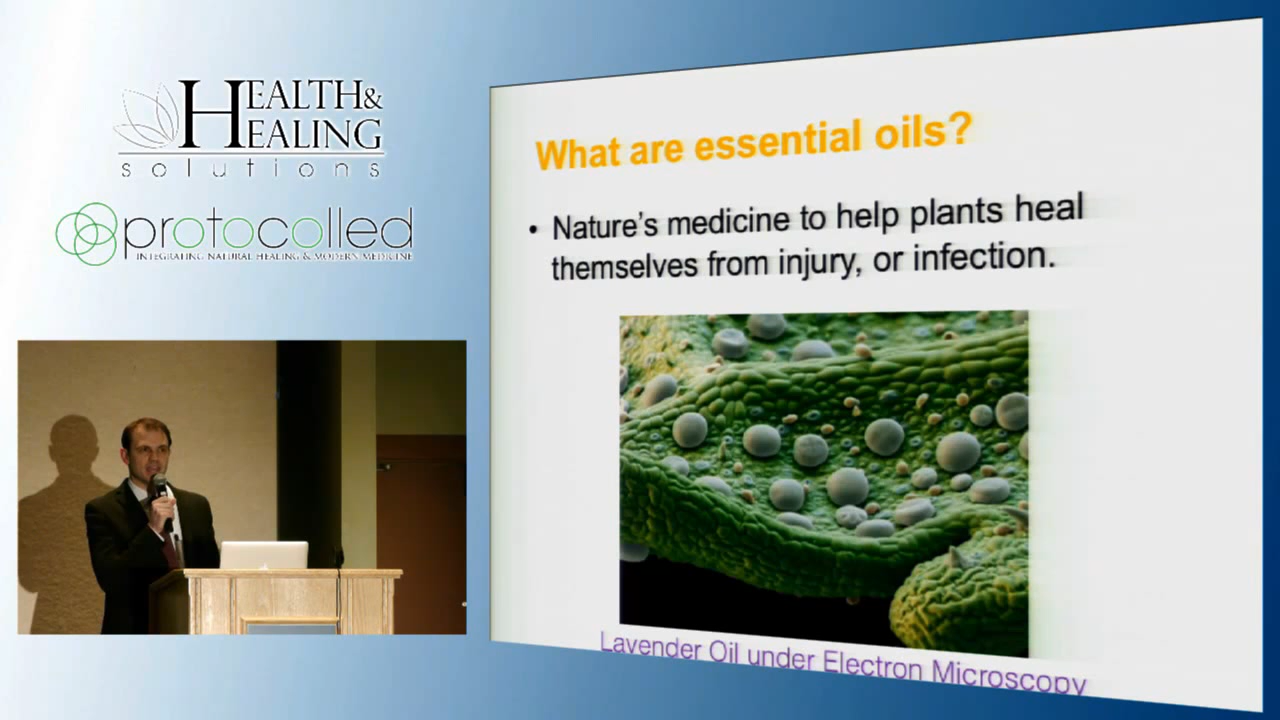 HEALTH&
HEALING
solutions
protocolled
INTEGRATING NATURAL HEALING & MODERN MEDICINE
What are essential oils?
• Nature's medicine to help plants heal
themselves from injury, or infection.
Lavender Oil under Electron Microscopy